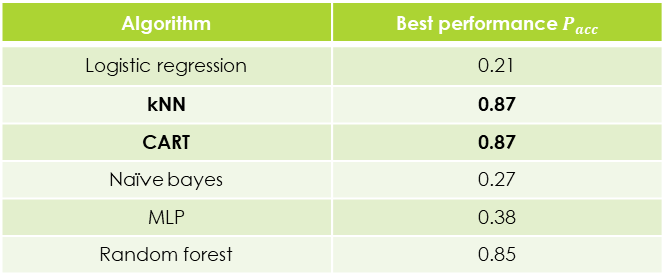 Algorithm Best performance P_acc
Logistic regression 0.21
kNN 0.87
CART 0.87
Naïve bayes 0.27
MLP 0.38
Random forest 0.85